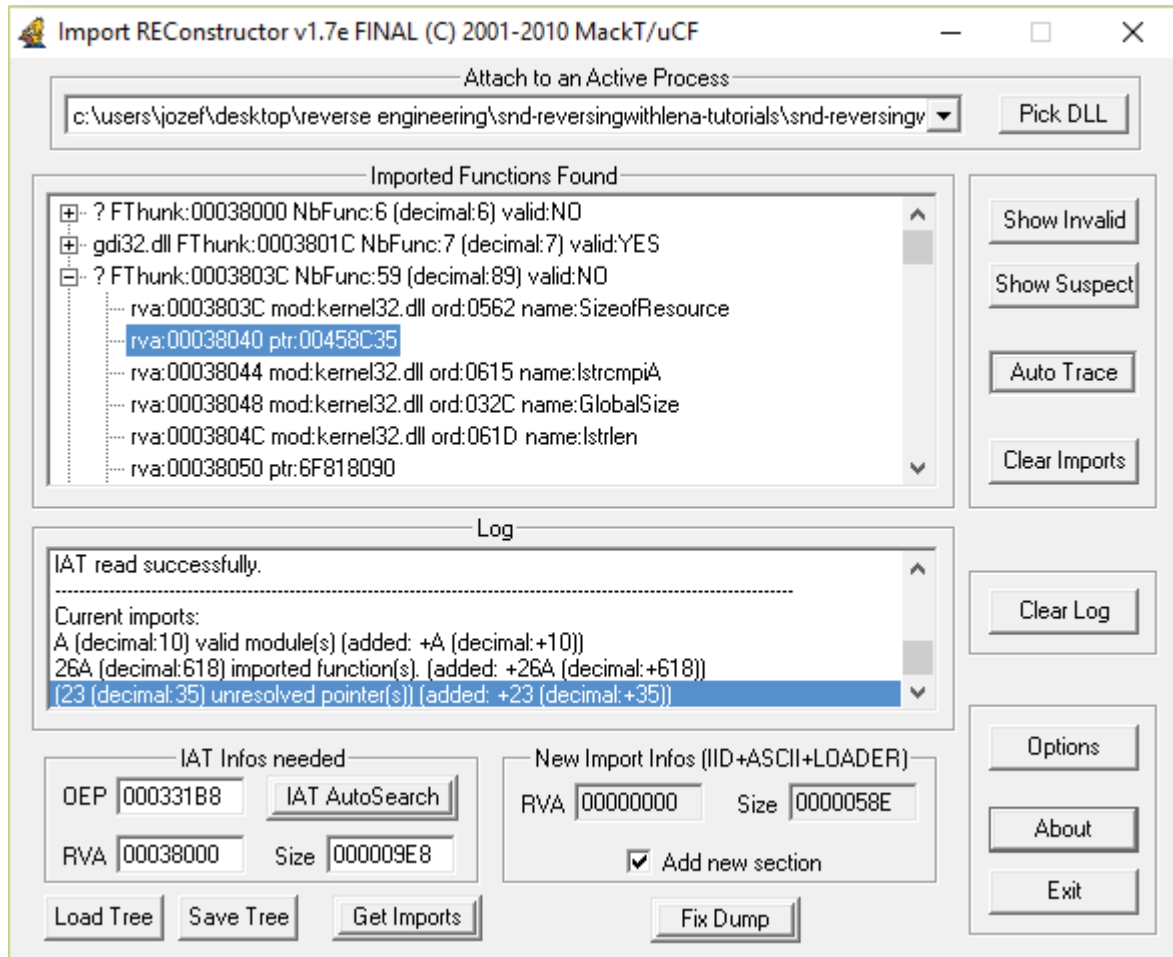 Import REConstructor v1.7e FINAL (C) 2001-2010 MackT/uCF
Attach to an Active Process
c:\users\jozef\desktop\reverse engineering\snd-reversingwithlena-tutorials\snd-reversingv
Pick DLL
Imported Functions Found
? FThunk:00038000 NbFunc:6 (decimal:6) valid:NO
gdi32.dll FThunk:0003801C NbFunc:7 (decimal:7) valid:YES
? FThunk:0003803C NbFunc:59 (decimal:89) valid:NO
rva:0003803C mod:kernel32.dll ord:0562 name:SizeofResource
rva:00038040 ptr:00458C35
rva:00038044 mod:kernel32.dll ord:0615 name:lstrcmpiA
rva:00038048 mod:kernel32.dll ord:032C name:GlobalSize
rva:0003804C mod:kernel32.dll ord:061D name:lstrlen
rva:00038050 ptr:6F818090
Show Invalid
Show Suspect
Auto Trace
Clear Imports
Log
IAT read successfully.
Current imports:
A (decimal:10) valid module(s) (added: +A (decimal:+10))
26A (decimal:618) imported function(s). (added: +26A (decimal:+618))
(23 (decimal:35) unresolved pointer(s)) (added: +23 (decimal:+35))
Clear Log
IAT Infos needed
OEP 000331B8 IAT AutoSearch
RVA 00038000 Size 000009E8
New Import Infos (IID+ASCII+LOADER)
RVA 00000000 Size 0000058E
Add new section
Options
About
Exit
Load Tree Save Tree Get Imports Fix Dump